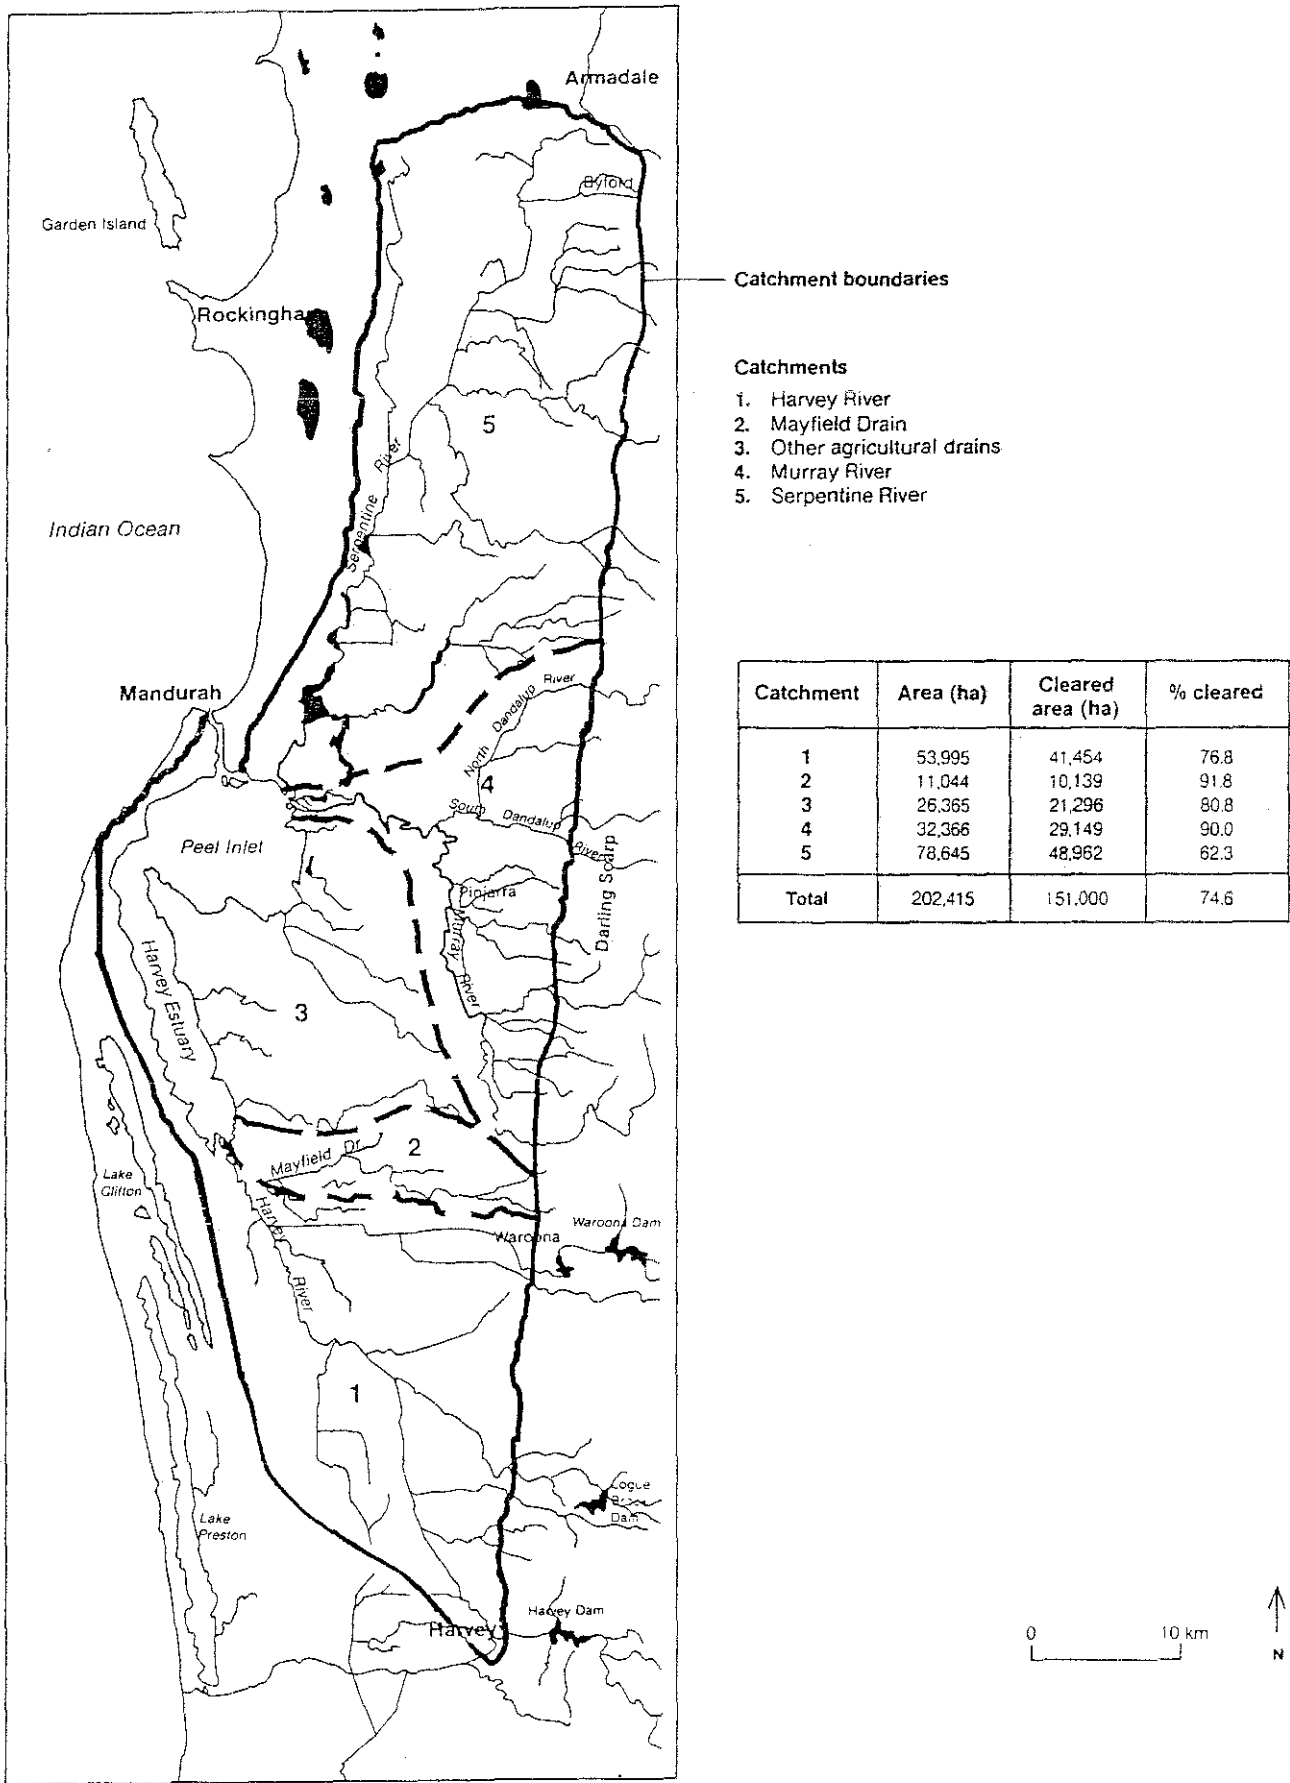 Armadale
Byford
Garden Island
Catchment boundaries
Rockingham
Catchments
1. Harvey River
2. Mayfield Drain
3. Other agricultural drains
4. Murray River
5. Serpentine River
5
Serpentine River
Indian Ocean
Mandurah
North Dandalup River
4
South Dandalup River
Peel Inlet
Darling Scarp
Pinjarra
Murray River
Harvey Estuary
3
Catchment Area (ha) Cleared area (ha) % cleared
1 53,995 41,454 76.8
2 11,044 10,139 91.8
3 26,365 21,296 80.8
4 32,366 29,149 90.0
5 78,645 48,962 62.3
Total 202,415 151,000 74.6
2
Mayfield Dr
Lake
Clifton
Harvey River
Waroona Dam
Waroona
1
Dam
Lake
Preston
Harvey Dam
Harvey
0 10 km
N